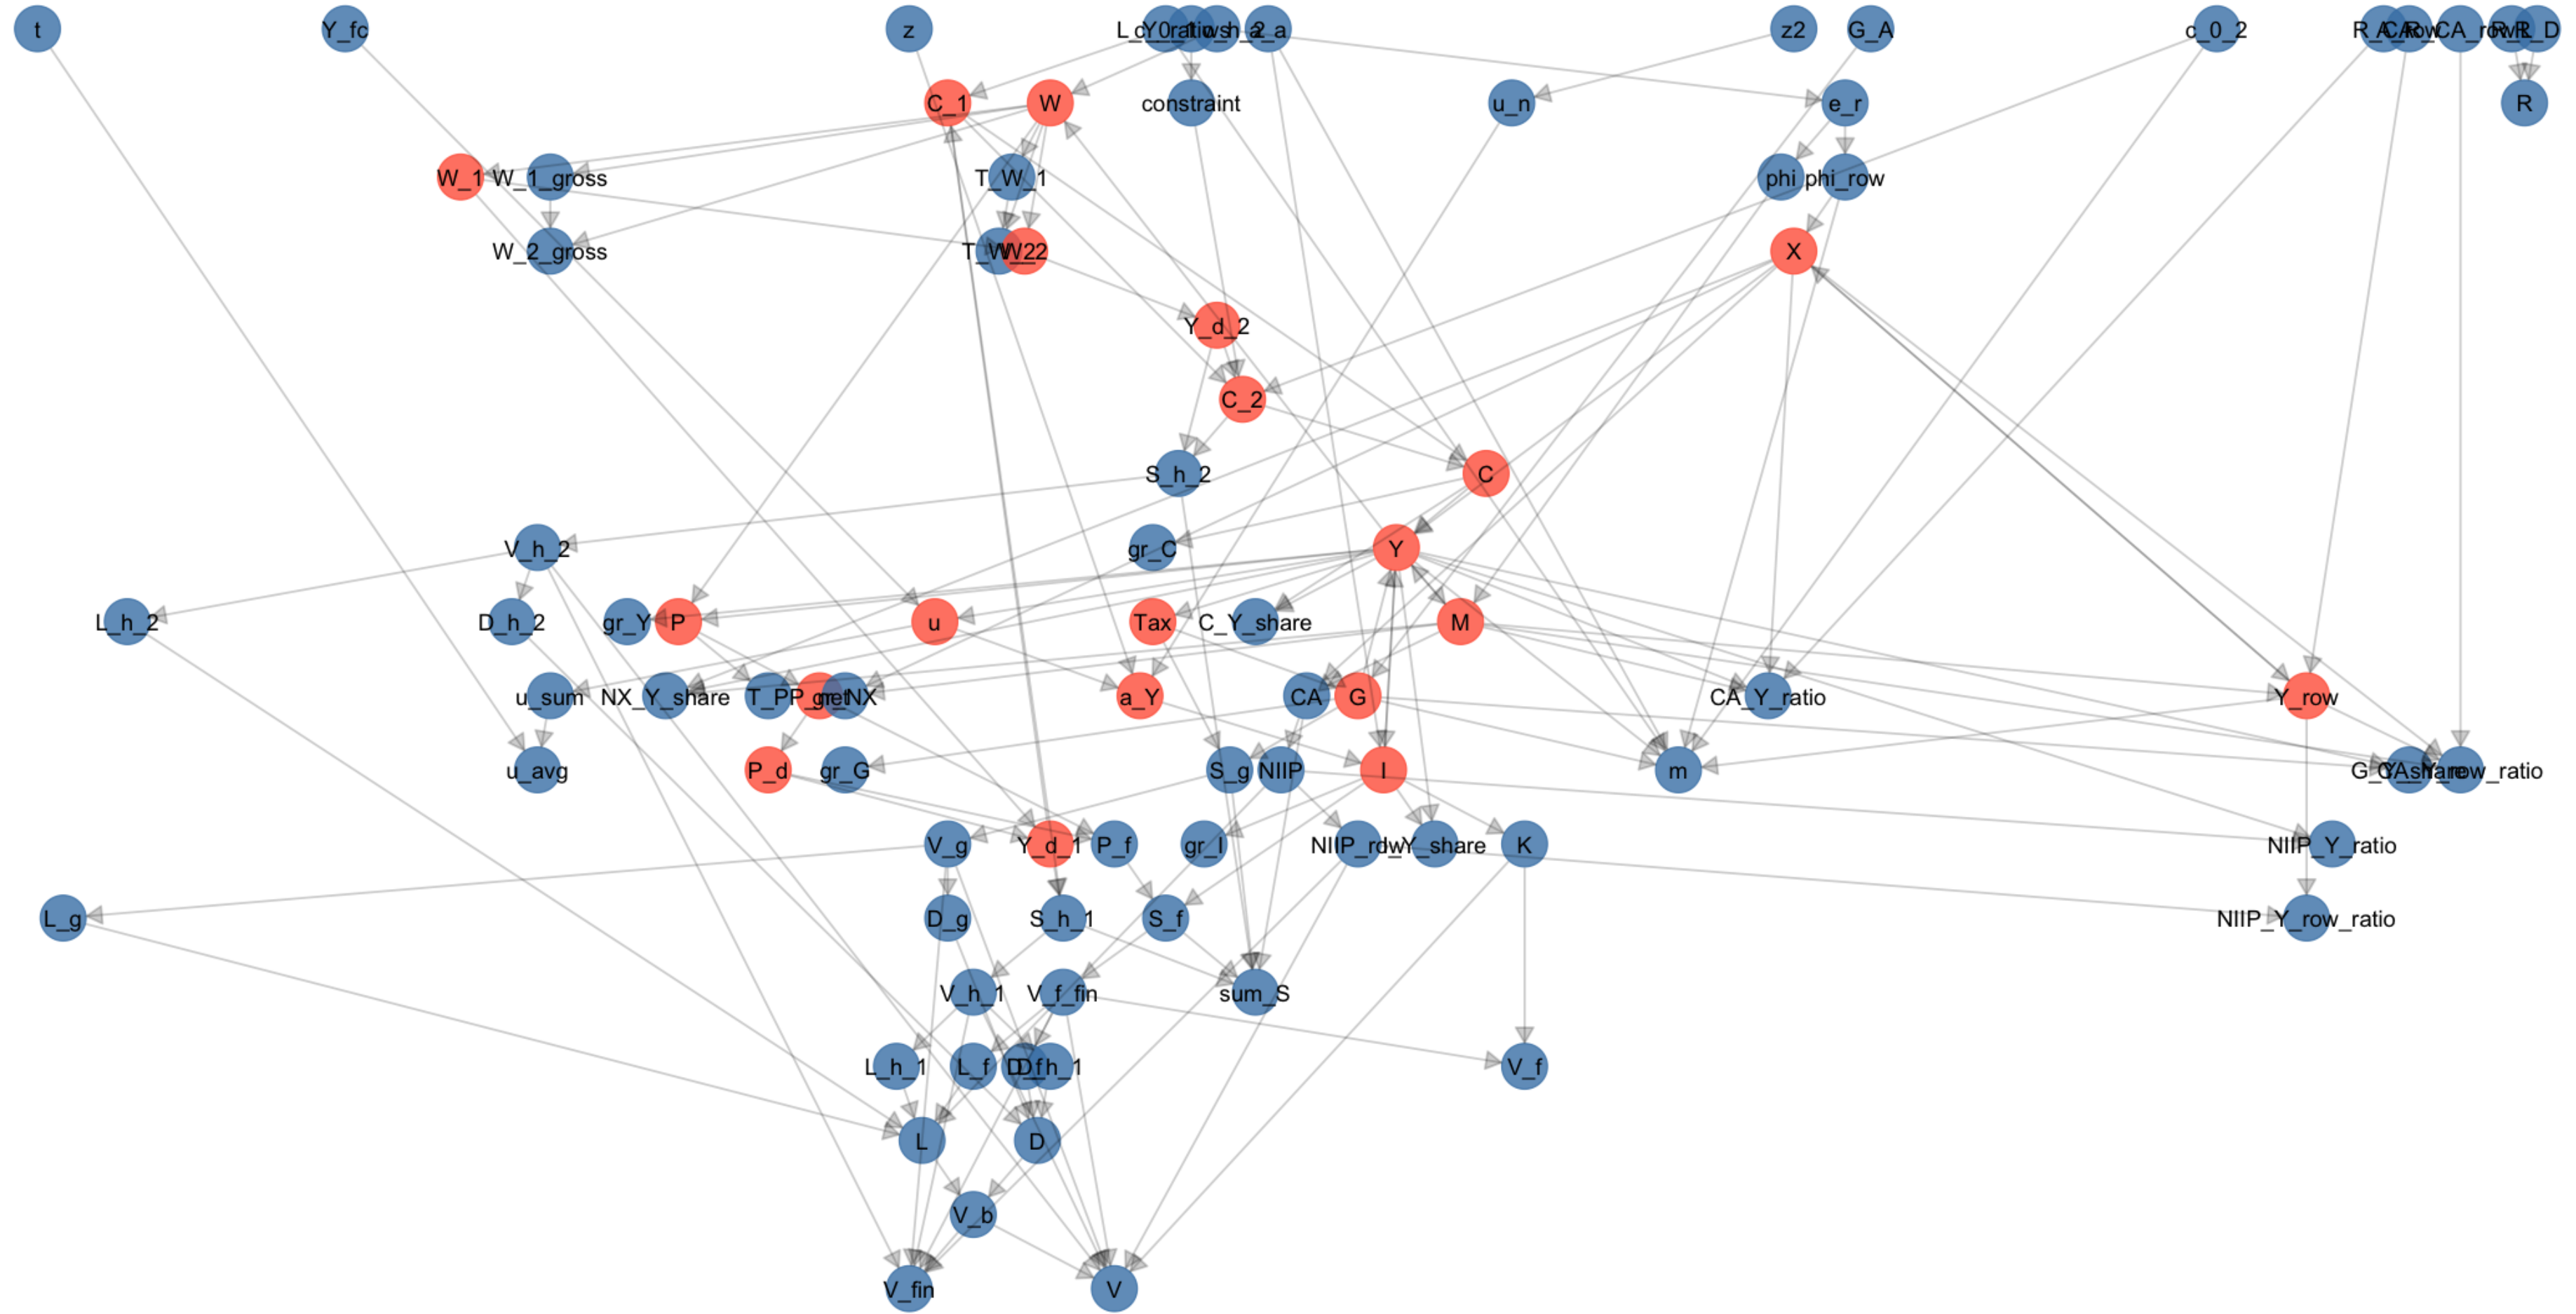 t
Y_fc
z
z2
G_A
c_0_2
C_1
W
constraint
u_n
e_r
R
W_1
W_1_gross
T_W_1
phi
phi_row
W_2_gross
X
Y_d_2
C_2
S_h_2
C
V_h_2
gr_C
Y
L_h_2
D_h_2
gr_Y
P
u
Tax
C_Y_share
M
u_sum
NX_Y_share
a_Y
CA
G
CA_Y_ratio
Y_row
u_avg
P_d
gr_G
S_g
NIIP
I
m
V_g
Y_d_1
P_f
gr_I
K
NIIP_Y_ratio
L_g
D_g
S_h_1
S_f
NIIP_Y_row_ratio
V_h_1
V_f_fin
sum_S
L_h_1
L_f
V_f
L
D
V_b
V_fin
V